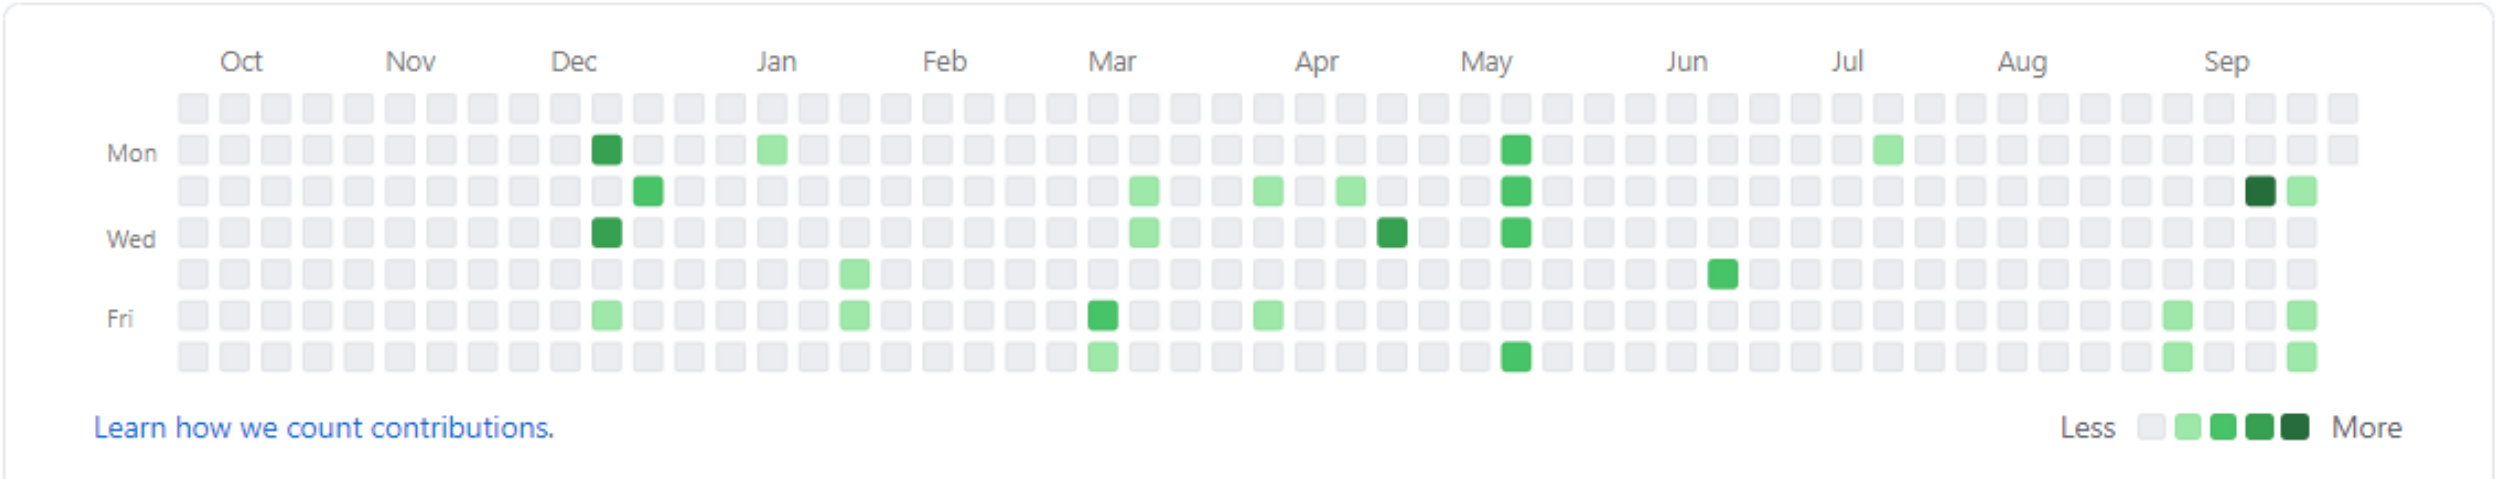 Oct Nov Dec Jan Feb Mar Apr May Jun Jul Aug Sep
Mon
Wed
Fri
Learn how we count contributions. Less More